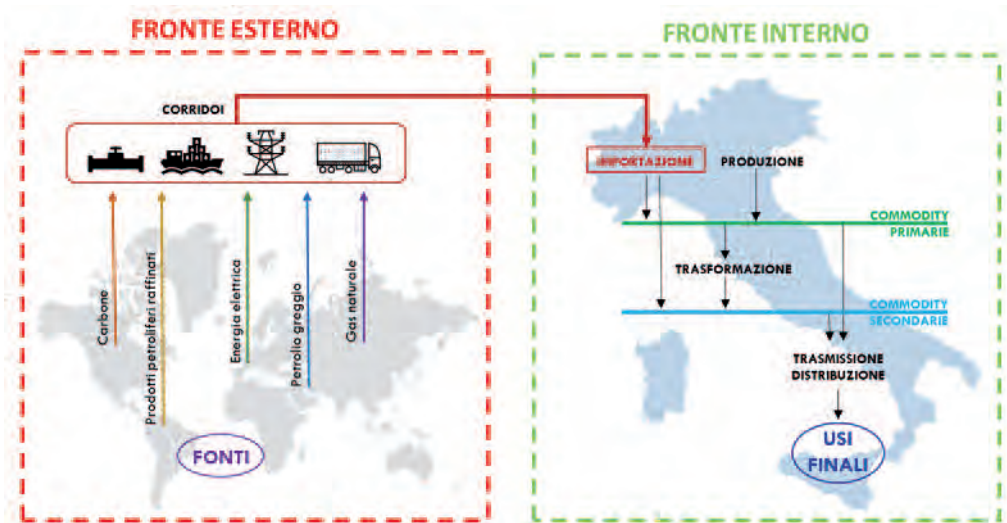 FRONTE ESTERNO
CORRIDOI
Carbone
Prodotti petroliferi raffinati
Energia elettrica
Petrolio greggio
Gas naturale
FONTI
FRONTE INTERNO
IMPORTAZIONE
PRODUZIONE
COMMODITY
PRIMARIE
TRASFORMAZIONE
COMMODITY
SECONDARIE
TRASMISSIONE
DISTRIBUZIONE
USI
FINALI